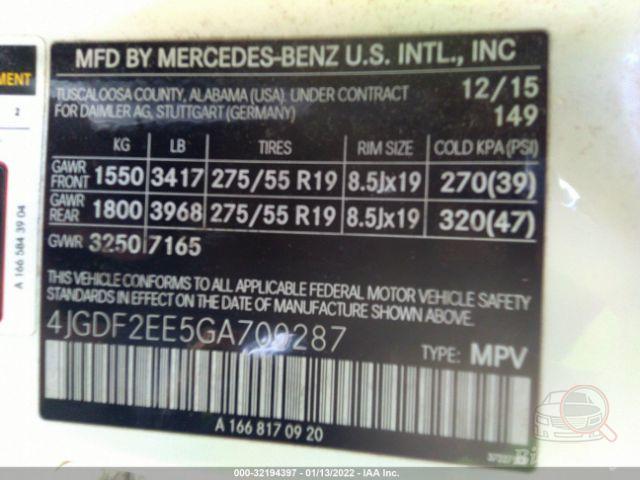 MENT
2
A 166 584 39 04
MFD BY MERCEDES-BENZ U.S. INTL., INC
TUSCALOOSA COUNTY, ALABAMA (USA). UNDER CONTRACT 12/15
FOR DAIMLER AG, STUTTGART (GERMANY) 149
KG LB TIRES RIM SIZE COLD KPA(PSI)
GAWR FRONT 1550 3417 275/55 R19 8.5Jx19 270(39)
GAWR REAR 1800 3968 275/55 R19 8.5Jx19 320(47)
GVWR 3250 7165
THIS VEHICLE CONFORMS TO ALL APPLICABLE FEDERAL MOTOR VEHICLE SAFETY
STANDARDS IN EFFECT ON THE DATE OF MANUFACTURE SHOWN ABOVE.
4JGDF2EE5GA700287
TYPE: MPV
A 166 817 09 20
000-32194397 - 01/13/2022 - IAA Inc.